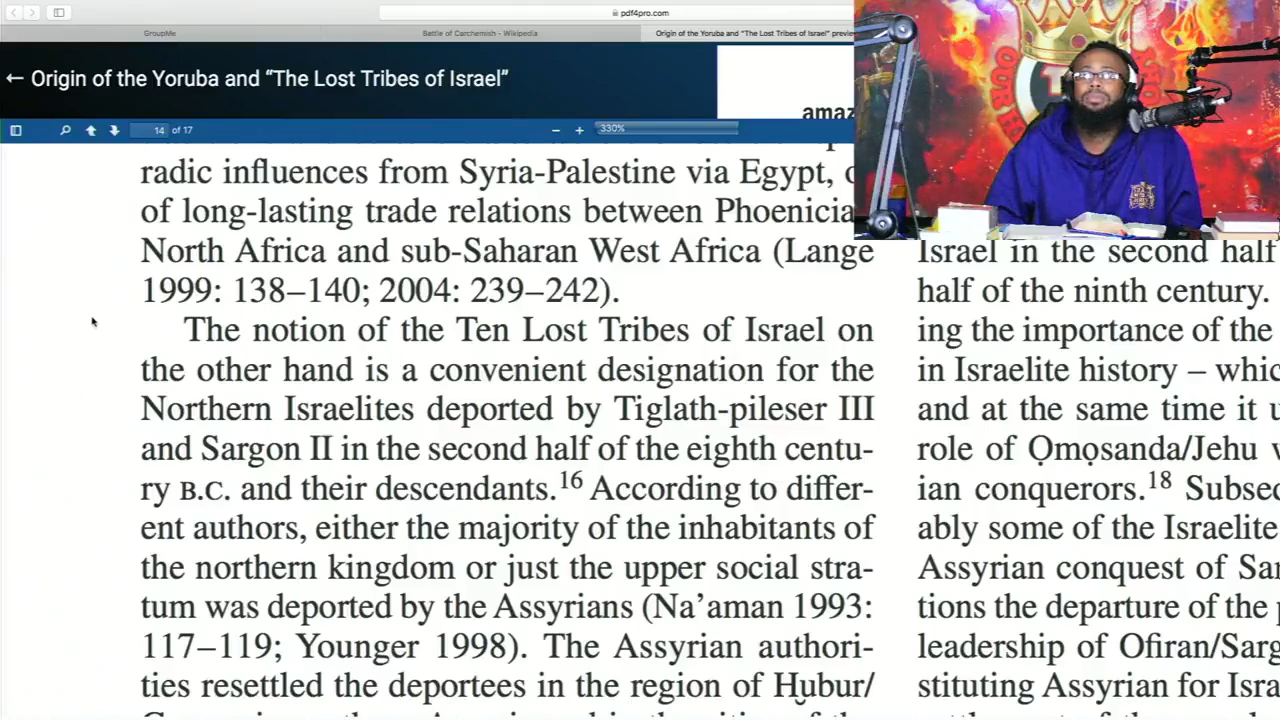 pdf4pro.com
GroupMe
Battle of Carchemish - Wikipedia
Origin of the Yoruba and "The Lost Tribes of Israel" preview
← Origin of the Yoruba and “The Lost Tribes of Israel”
amaz
14 of 17
− + 330%
radic influences from Syria-Palestine via Egypt, o
of long-lasting trade relations between Phoenicia
North Africa and sub-Saharan West Africa (Lange
1999: 138–140; 2004: 239–242).
The notion of the Ten Lost Tribes of Israel on
the other hand is a convenient designation for the
Northern Israelites deported by Tiglath-pileser III
and Sargon II in the second half of the eighth centu-
ry B.C. and their descendants.16 According to differ-
ent authors, either the majority of the inhabitants
of the northern kingdom or just the upper social stra-
tum was deported by the Assyrians (Na’aman 1993:
117–119; Younger 1998). The Assyrian authori-
ties resettled the deportees in the region of Ḫubur/
Israel in the second half
half of the ninth century.
ing the importance of the
in Israelite history – whic
and at the same time it u
role of Ọmọsanda/Jehu
ian conquerors.18 Subseq
ably some of the Israelite
Assyrian conquest of Sam
tions the departure of the p
leadership of Ofiran/Sarg
stituting Assyrian for Isra
OUR